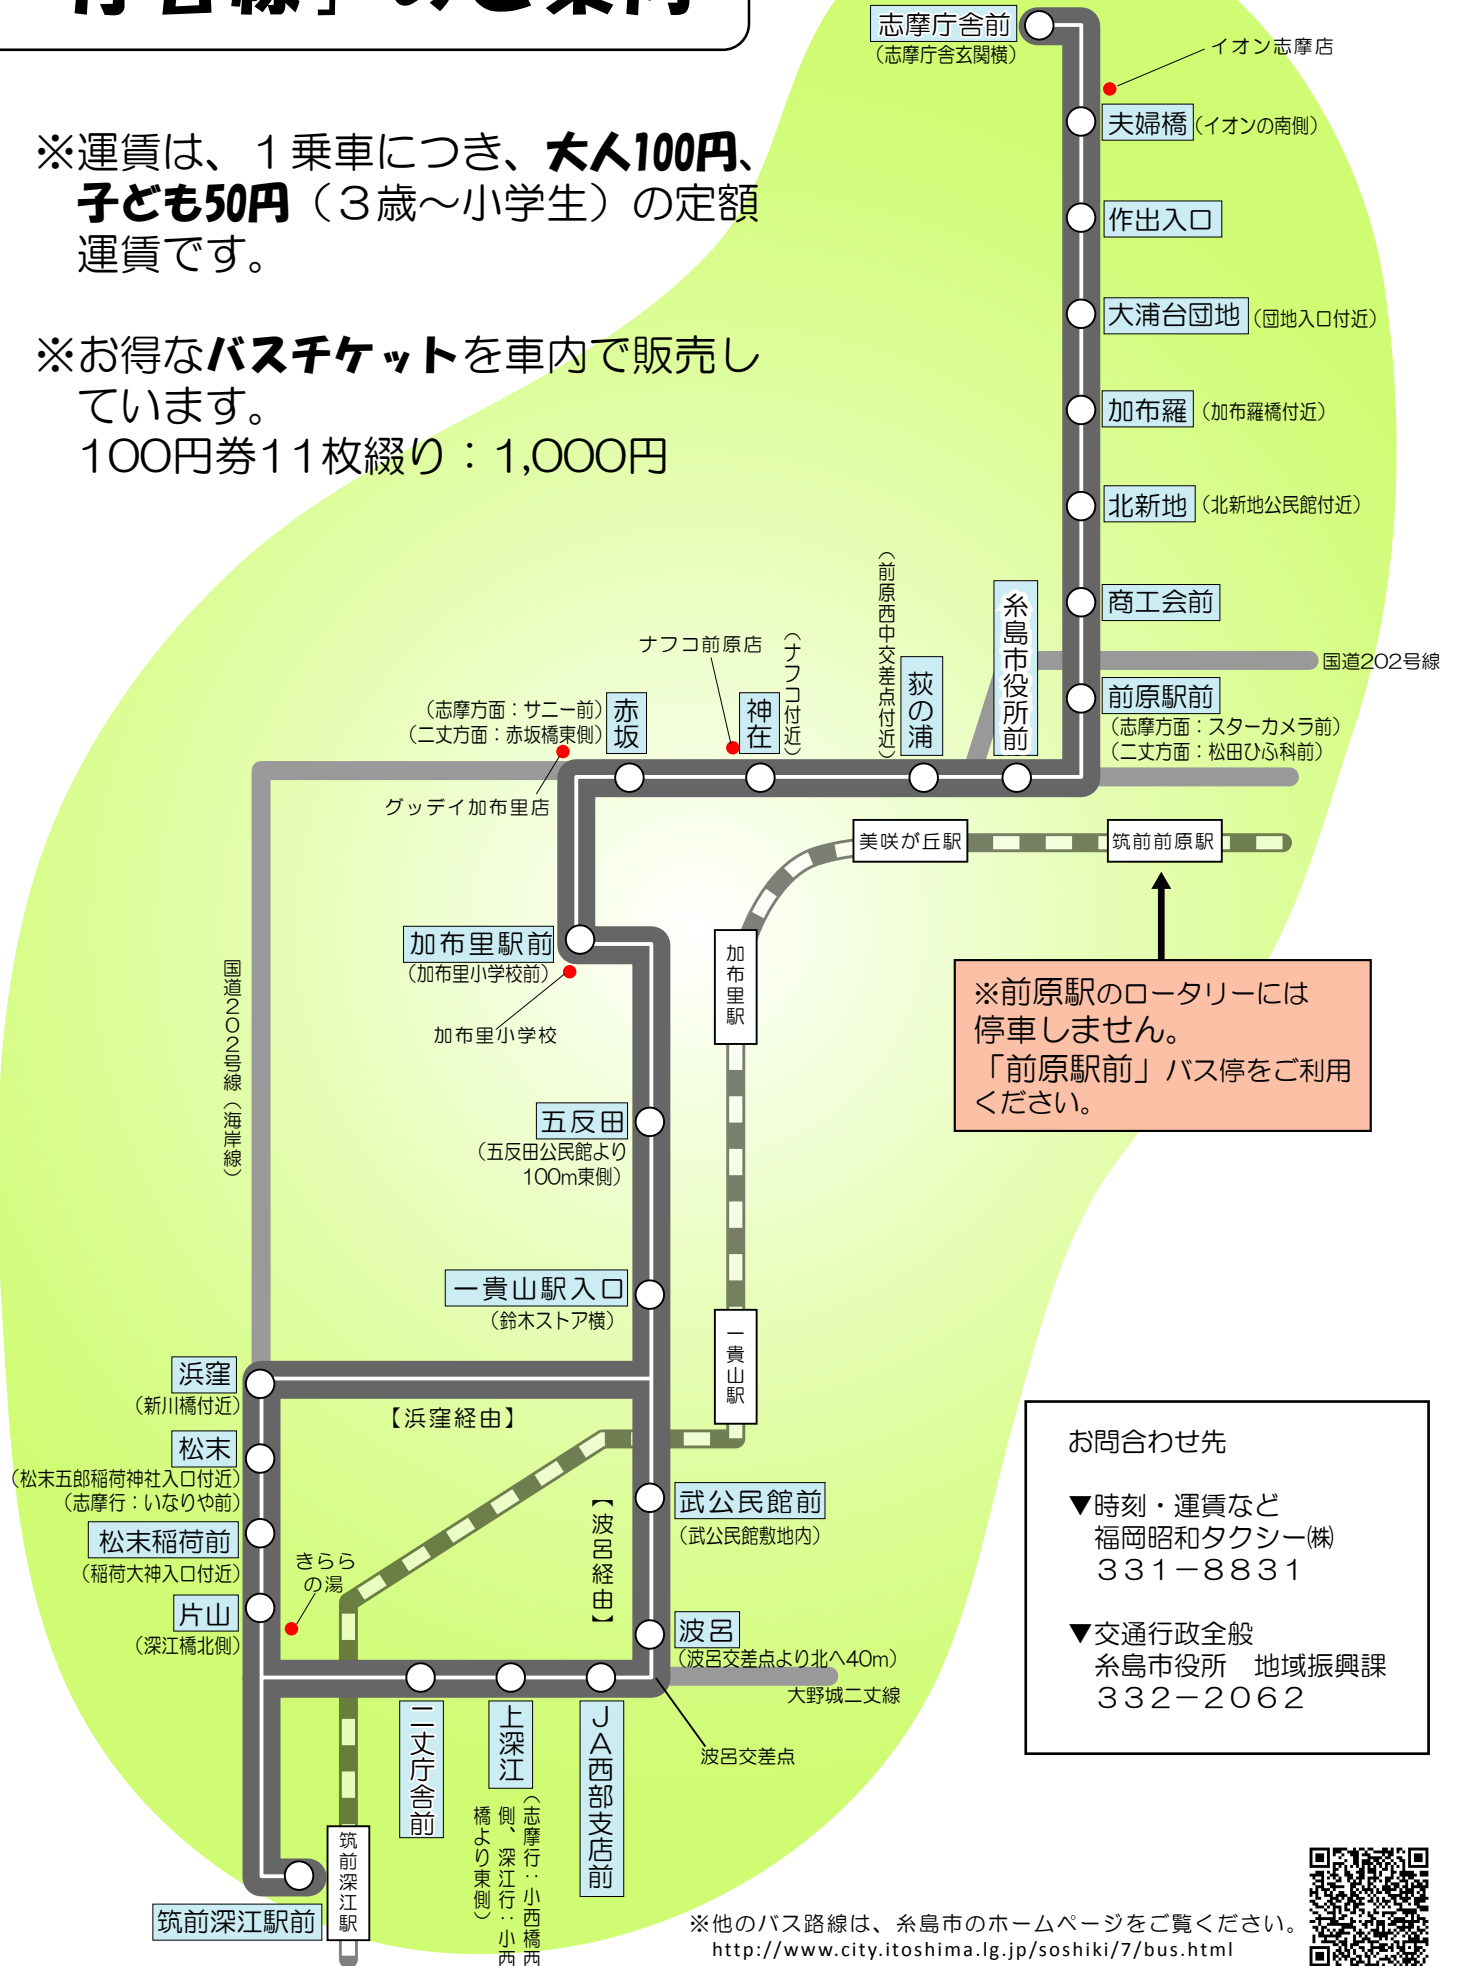 庁舎線」のご案内
※運賃は、１乗車につき、大人100円、
子ども50円（３歳～小学生）の定額
運賃です。
※お得なバスチケットを車内で販売し
ています。
100円券11枚綴り：1,000円
志摩庁舎前
（志摩庁舎玄関横）
イオン志摩店
夫婦橋
（イオンの南側）
作出入口
大浦台団地
（団地入口付近）
加布羅
（加布羅橋付近）
北新地
（北新地公民館付近）
商工会前
国道202号線
前原駅前
（志摩方面：スターカメラ前）
（二丈方面：松田ひふ科前）
糸島市役所前
荻の浦
（前原西中交差点付近）
神在
（ナフコ付近）
ナフコ前原店
赤坂
（志摩方面：サニー前）
（二丈方面：赤坂橋東側）
グッデイ加布里店
美咲が丘駅
筑前前原駅
※前原駅のロータリーには
停車しません。
「前原駅前」バス停をご利用
ください。
加布里駅前
（加布里小学校前）
加布里小学校
加布里駅
国道202号線（海岸線）
五反田
（五反田公民館より
100m東側）
一貴山駅入口
（鈴木ストア横）
一貴山駅
浜窪
（新川橋付近）
【浜窪経由】
松末
（松末五郎稲荷神社入口付近）
（志摩行：いなりや前）
松末稲荷前
（稲荷大神入口付近）
片山
（深江橋北側）
きらら
の湯
【波呂経由】
武公民館前
（武公民館敷地内）
波呂
（波呂交差点より北へ40m）
大野城二丈線
波呂交差点
二丈庁舎前
上深江
（志摩行：小西橋西
側、深江行：小西
橋より東側）
ＪＡ西部支店前
筑前深江駅
筑前深江駅前
お問合わせ先
▼時刻・運賃など
福岡昭和タクシー㈱
３３１－８８３１
▼交通行政全般
糸島市役所　地域振興課
３３２－２０６２
※他のバス路線は、糸島市のホームページをご覧ください。
http://www.city.itoshima.lg.jp/soshiki/7/bus.html